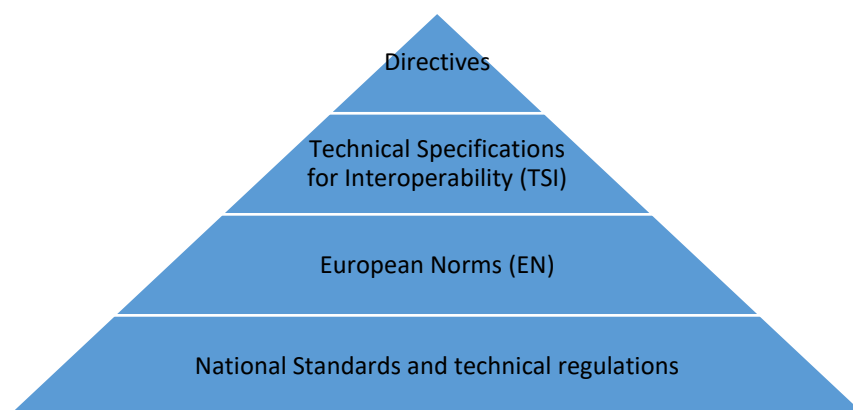 Directives
Technical Specifications
for Interoperability (TSI)
European Norms (EN)
National Standards and technical regulations